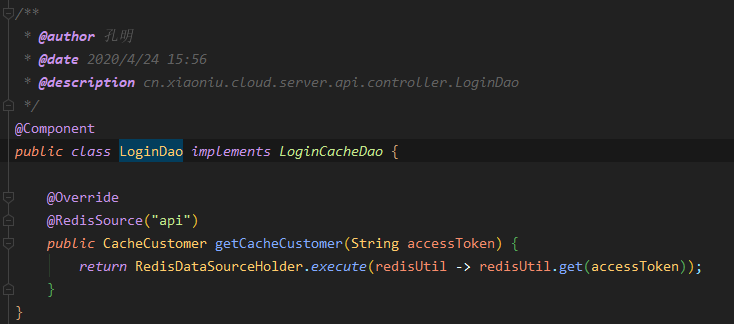 /**
 * @author 孔明
 * @date 2020/4/24 15:56
 * @description cn.xiaoniu.cloud.server.api.controller.LoginDao
 */
@Component
public class LoginDao implements LoginCacheDao {
    @Override
    @RedisSource("api")
    public CacheCustomer getCacheCustomer(String accessToken) {
        return RedisDataSourceHolder.execute(redisUtil -> redisUtil.get(accessToken));
    }
}